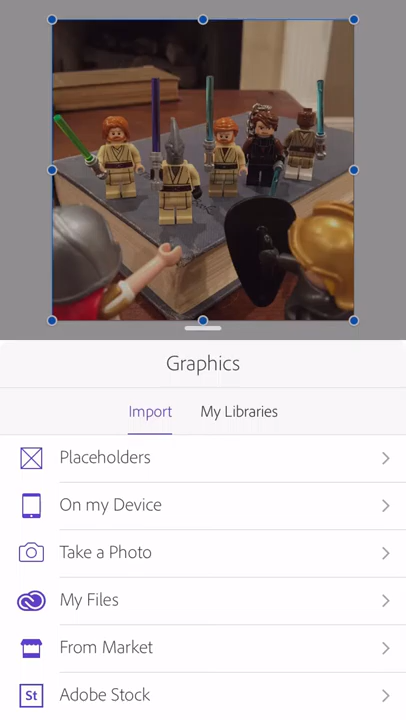 Graphics
Import My Libraries
Placeholders
On my Device
Take a Photo
My Files
From Market
St Adobe Stock